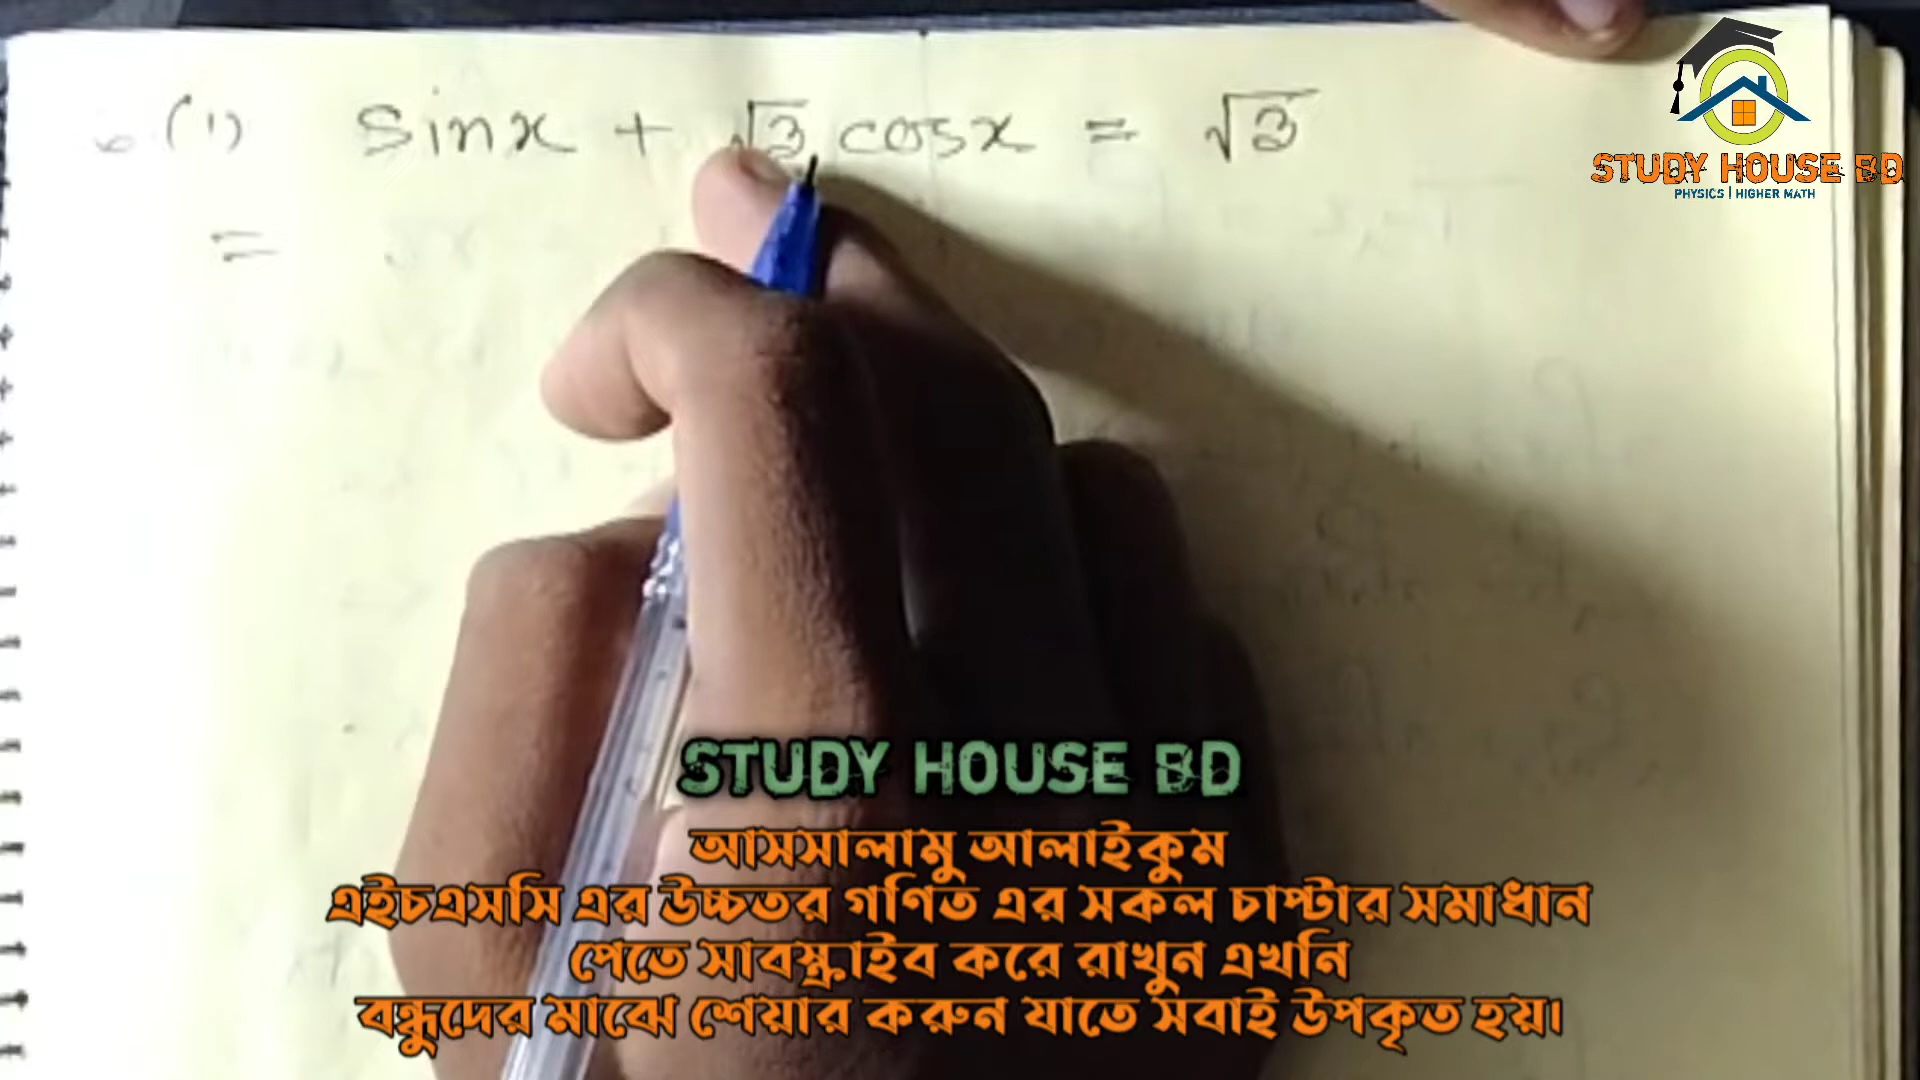 (1) sinx + √3 cosx = √3
=
STUDY HOUSE BD
PHYSICS | HIGHER MATH
STUDY HOUSE BD
আসসালামু আলাইকুম
এইচএসসি এর উচ্চতর গণিত এর সকল চাপ্টার সমাধান
পেতে সাবস্ক্রাইব করে রাখুন এখনি
বন্ধুদের মাঝে শেয়ার করুন যাতে সবাই উপকৃত হয়।